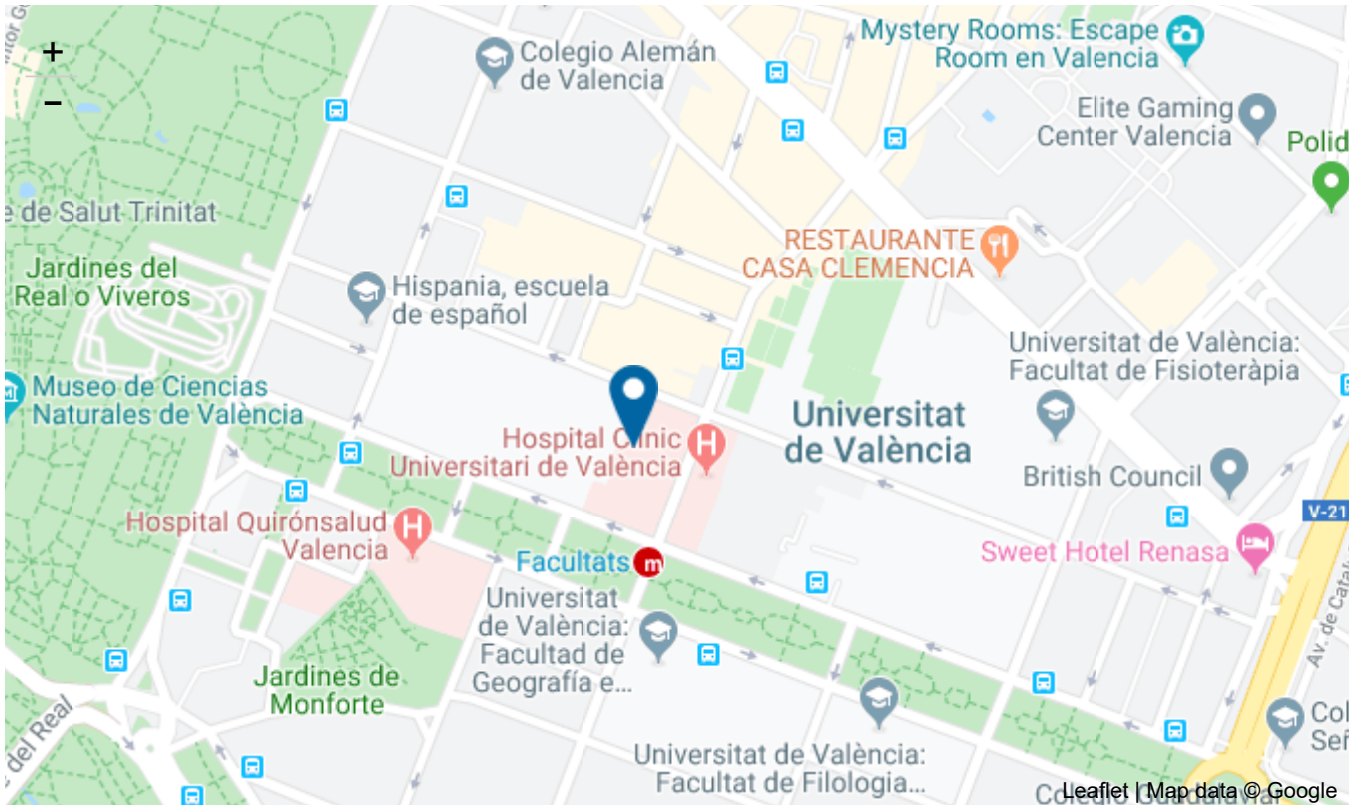 +
−
Colegio Alemán
de Valencia
Mystery Rooms: Escape
Room en Valencia
Elite Gaming
Center Valencia
Polid
e de Salut Trinitat
RESTAURANTE
CASA CLEMENCIA
Jardines del
Real o Viveros
Hispania, escuela
de español
Universitat de València:
Facultat de Fisioteràpia
Museo de Ciencias
Naturales de València
Universitat
de València
Hospital Clínic
Universitari de València
H
British Council
V-21
Hospital Quirónsalud
Valencia
H
Sweet Hotel Renasa
Facultats
m
Av. de Catal
Universitat
de València:
Facultad de
Geografía e...
Jardines de
Monforte
del Real
Col
Señ
Universitat de València:
Facultat de Filologia...
Leaflet | Map data © Google